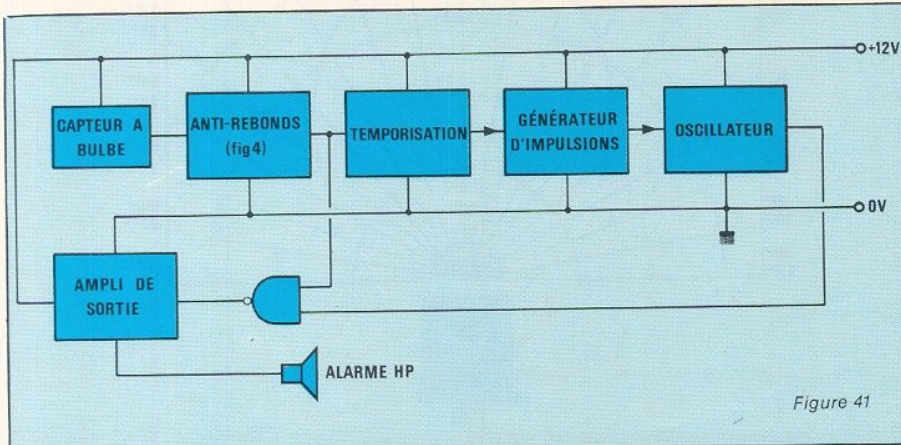 +12V
CAPTEUR A
BULBE
ANTI-REBONDS
(fig4)
TEMPORISATION
GÉNÉRATEUR
D'IMPULSIONS
OSCILLATEUR
0V
AMPLI DE
SORTIE
ALARME HP
Figure 41